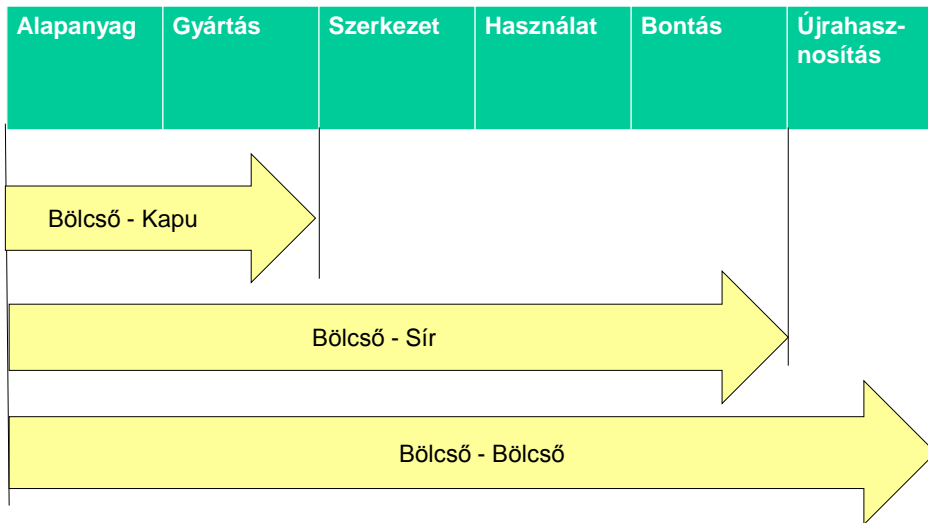 Alapanyag
Gyártás
Szerkezet
Használat
Bontás
Újrahasz-
nosítás
Bölcső - Kapu
Bölcső - Sír
Bölcső - Bölcső